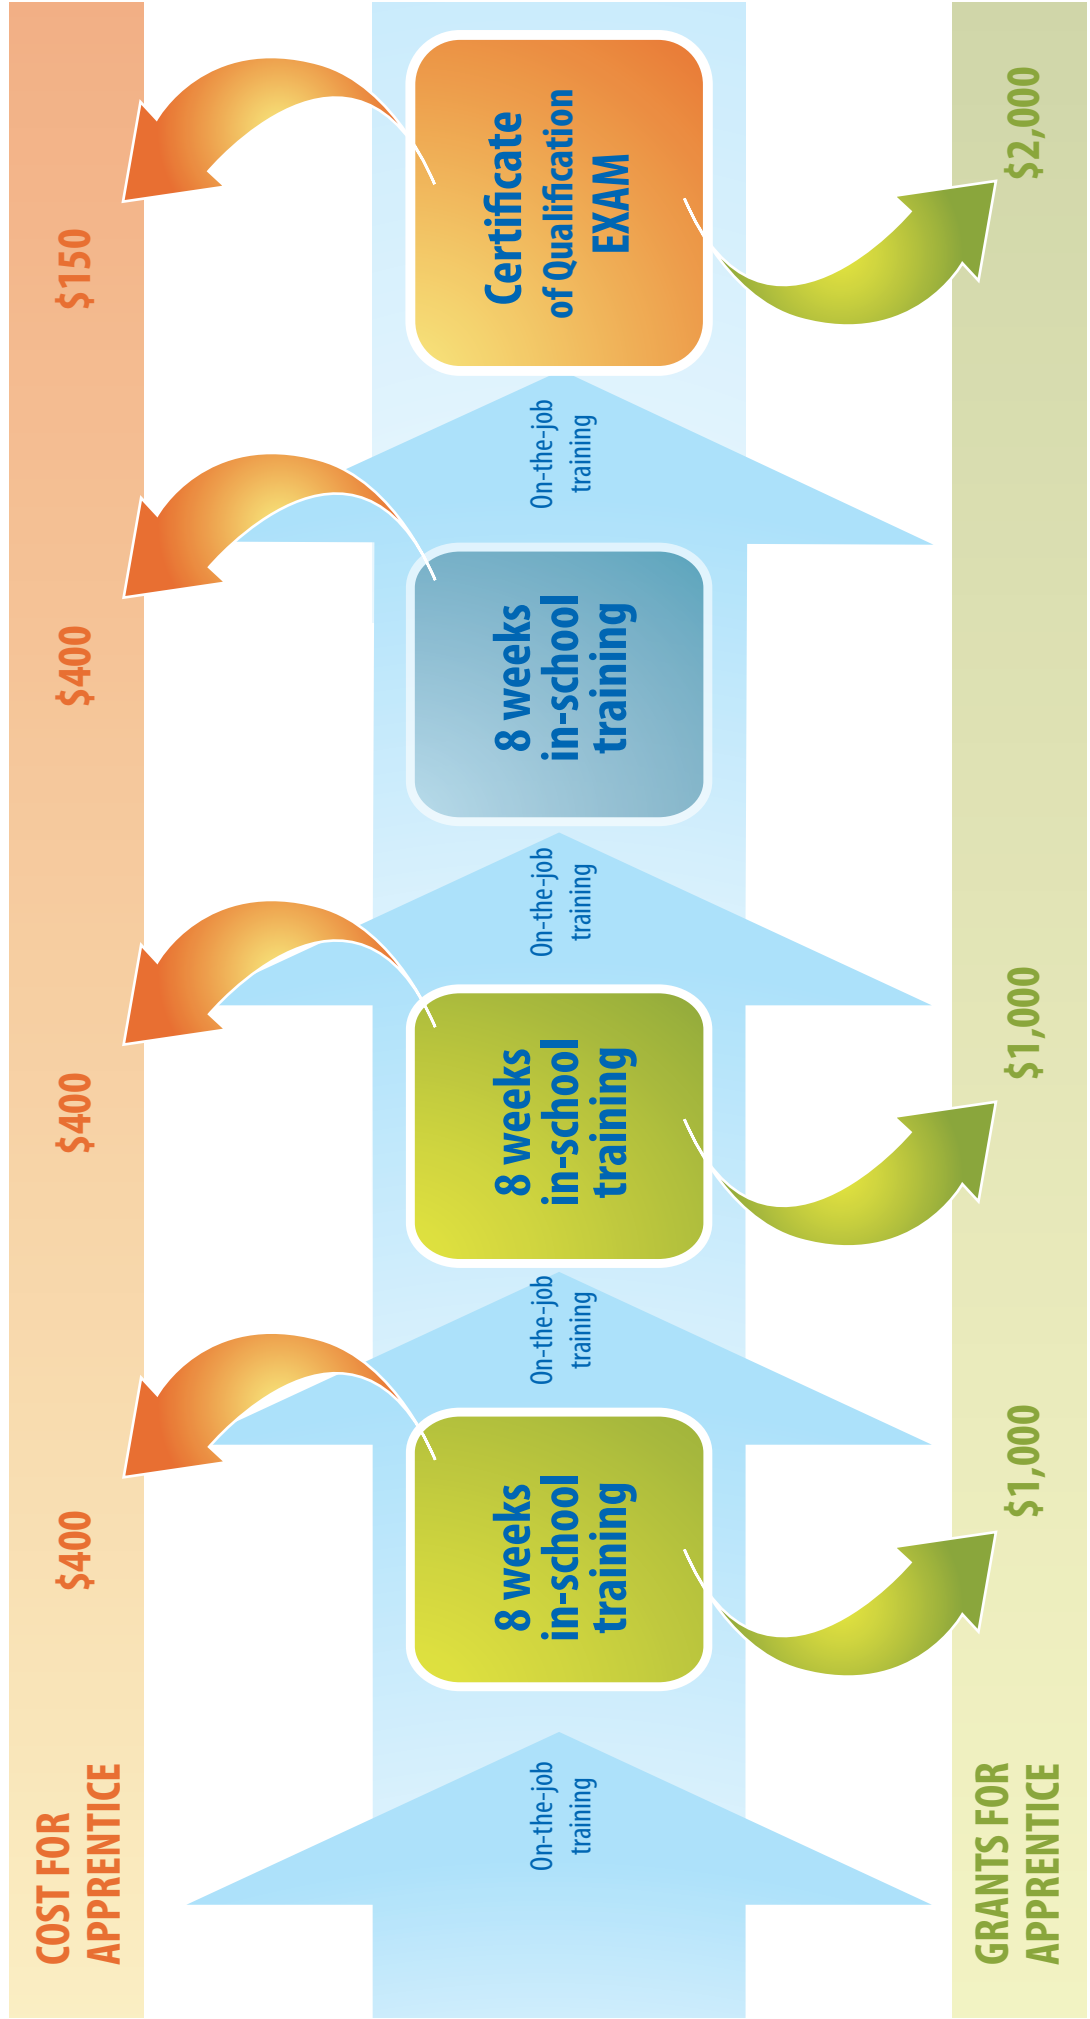 COST FOR
APPRENTICE
$400
$400
$400
$150
On-the-job
training
8 weeks
in-school
training
On-the-job
training
8 weeks
in-school
training
On-the-job
training
8 weeks
in-school
training
On-the-job
training
Certificate
of Qualification
EXAM
GRANTS FOR
APPRENTICE
$1,000
$1,000
$2,000